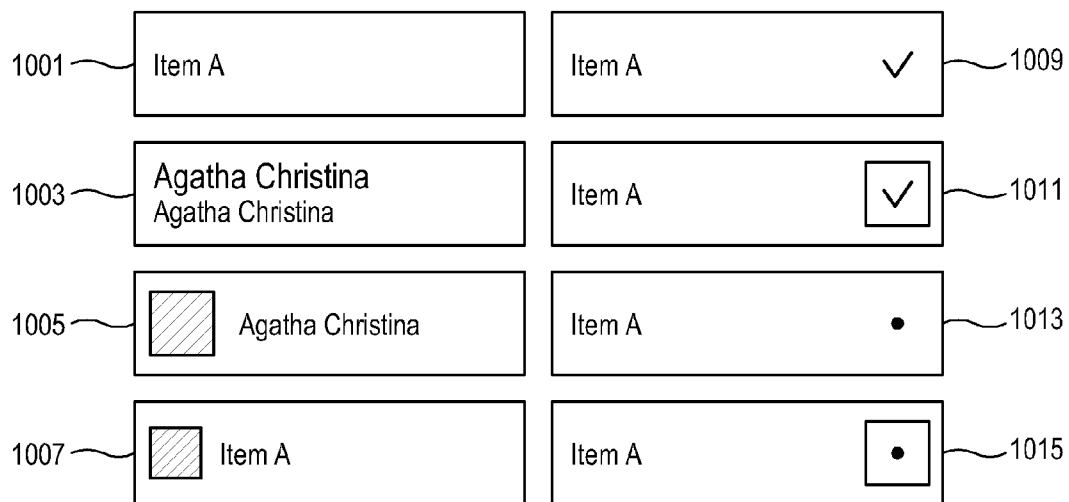 1001 Item A Item A 1009
1003 Agatha Christina
Agatha Christina Item A 1011
1005 Agatha Christina Item A 1013
1007 Item A Item A 1015